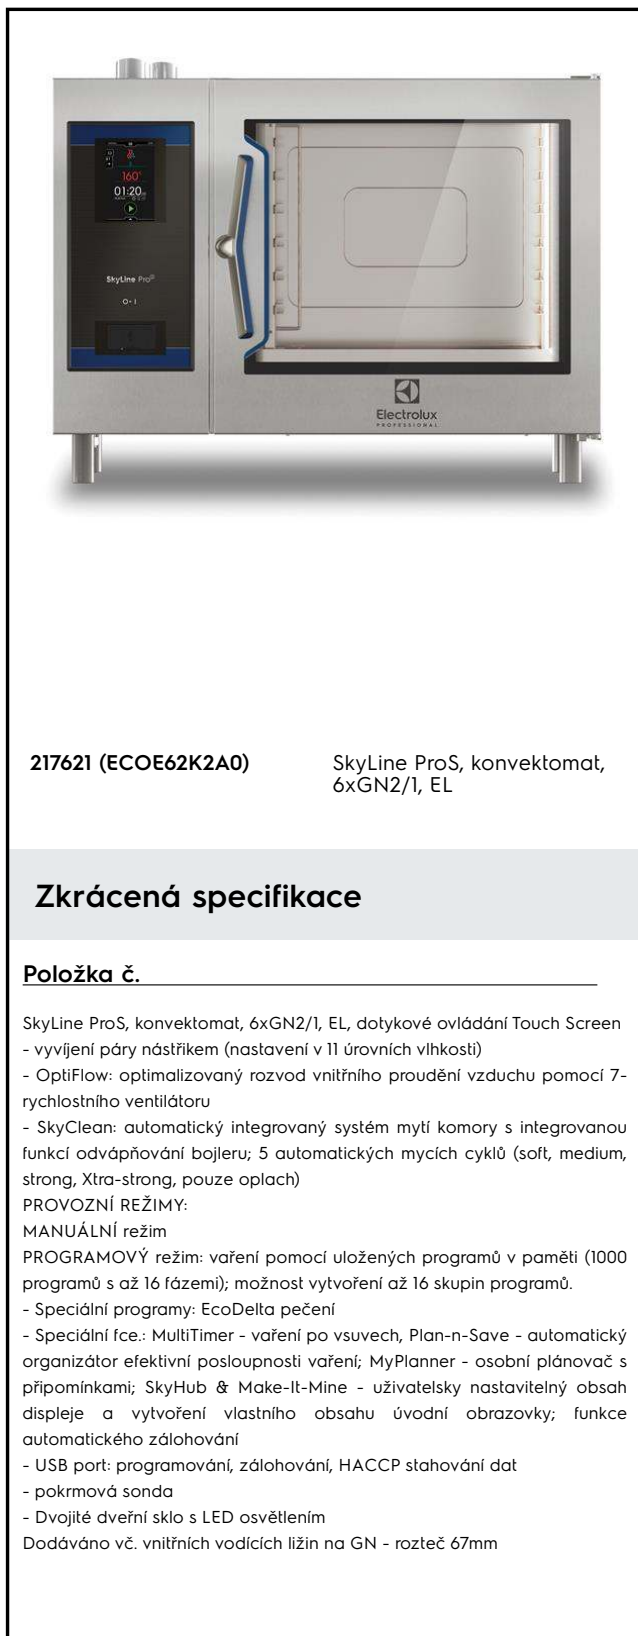 160°
01:20
SkyLine ProS
Electrolux
PROFESSIONAL
217621 (ECOE62K2A0)
SkyLine ProS, konvektomat,
6xGN2/1, EL
Zkrácená specifikace
Položka č.
SkyLine ProS, konvektomat, 6xGN2/1, EL, dotykové ovládání Touch Screen
- vyvíjení páry nástřikem (nastavení v 11 úrovních vlhkosti)
- OptiFlow: optimalizovaný rozvod vnitřního proudění vzduchu pomocí 7-
rychlostního ventilátoru
- SkyClean: automatický integrovaný systém mytí komory s integrovanou
funkcí odvápňování bojleru; 5 automatických mycích cyklů (soft, medium,
strong, Xtra-strong, pouze oplach)
PROVOZNÍ REŽIMY:
MANUÁLNÍ režim
PROGRAMOVÝ režim: vaření pomocí uložených programů v paměti (1000
programů s až 16 fázemi); možnost vytvoření až 16 skupin programů.
- Speciální programy: EcoDelta pečení
- Speciální fce.: MultiTimer - vaření po vsuvech, Plan-n-Save - automatický
organizátor efektivní posloupnosti vaření; MyPlanner - osobní plánovač s
připomínkami; SkyHub & Make-It-Mine - uživatelsky nastavitelný obsah
displeje a vytvoření vlastního obsahu úvodní obrazovky; funkce
automatického zálohování
- USB port: programování, zálohování, HACCP stahování dat
- pokrmová sonda
- Dvojité dveřní sklo s LED osvětlením
Dodáváno vč. vnitřních vodících ližin na GN - rozteč 67mm